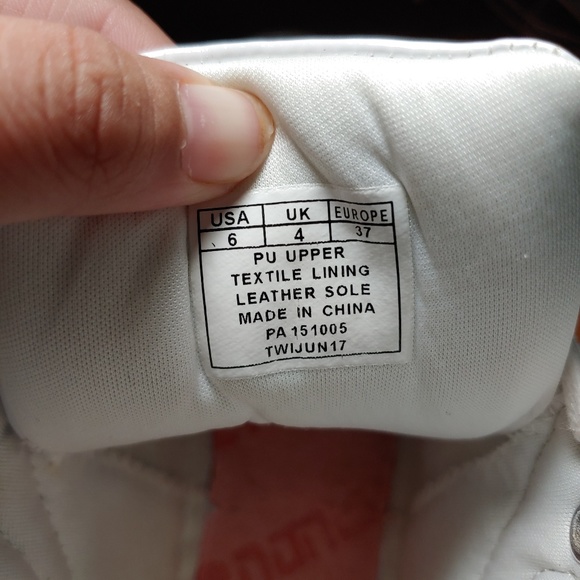 USA UK EUROPE
6 4 37
PU UPPER
TEXTILE LINING
LEATHER SOLE
MADE IN CHINA
PA 151005
TWIJUN17